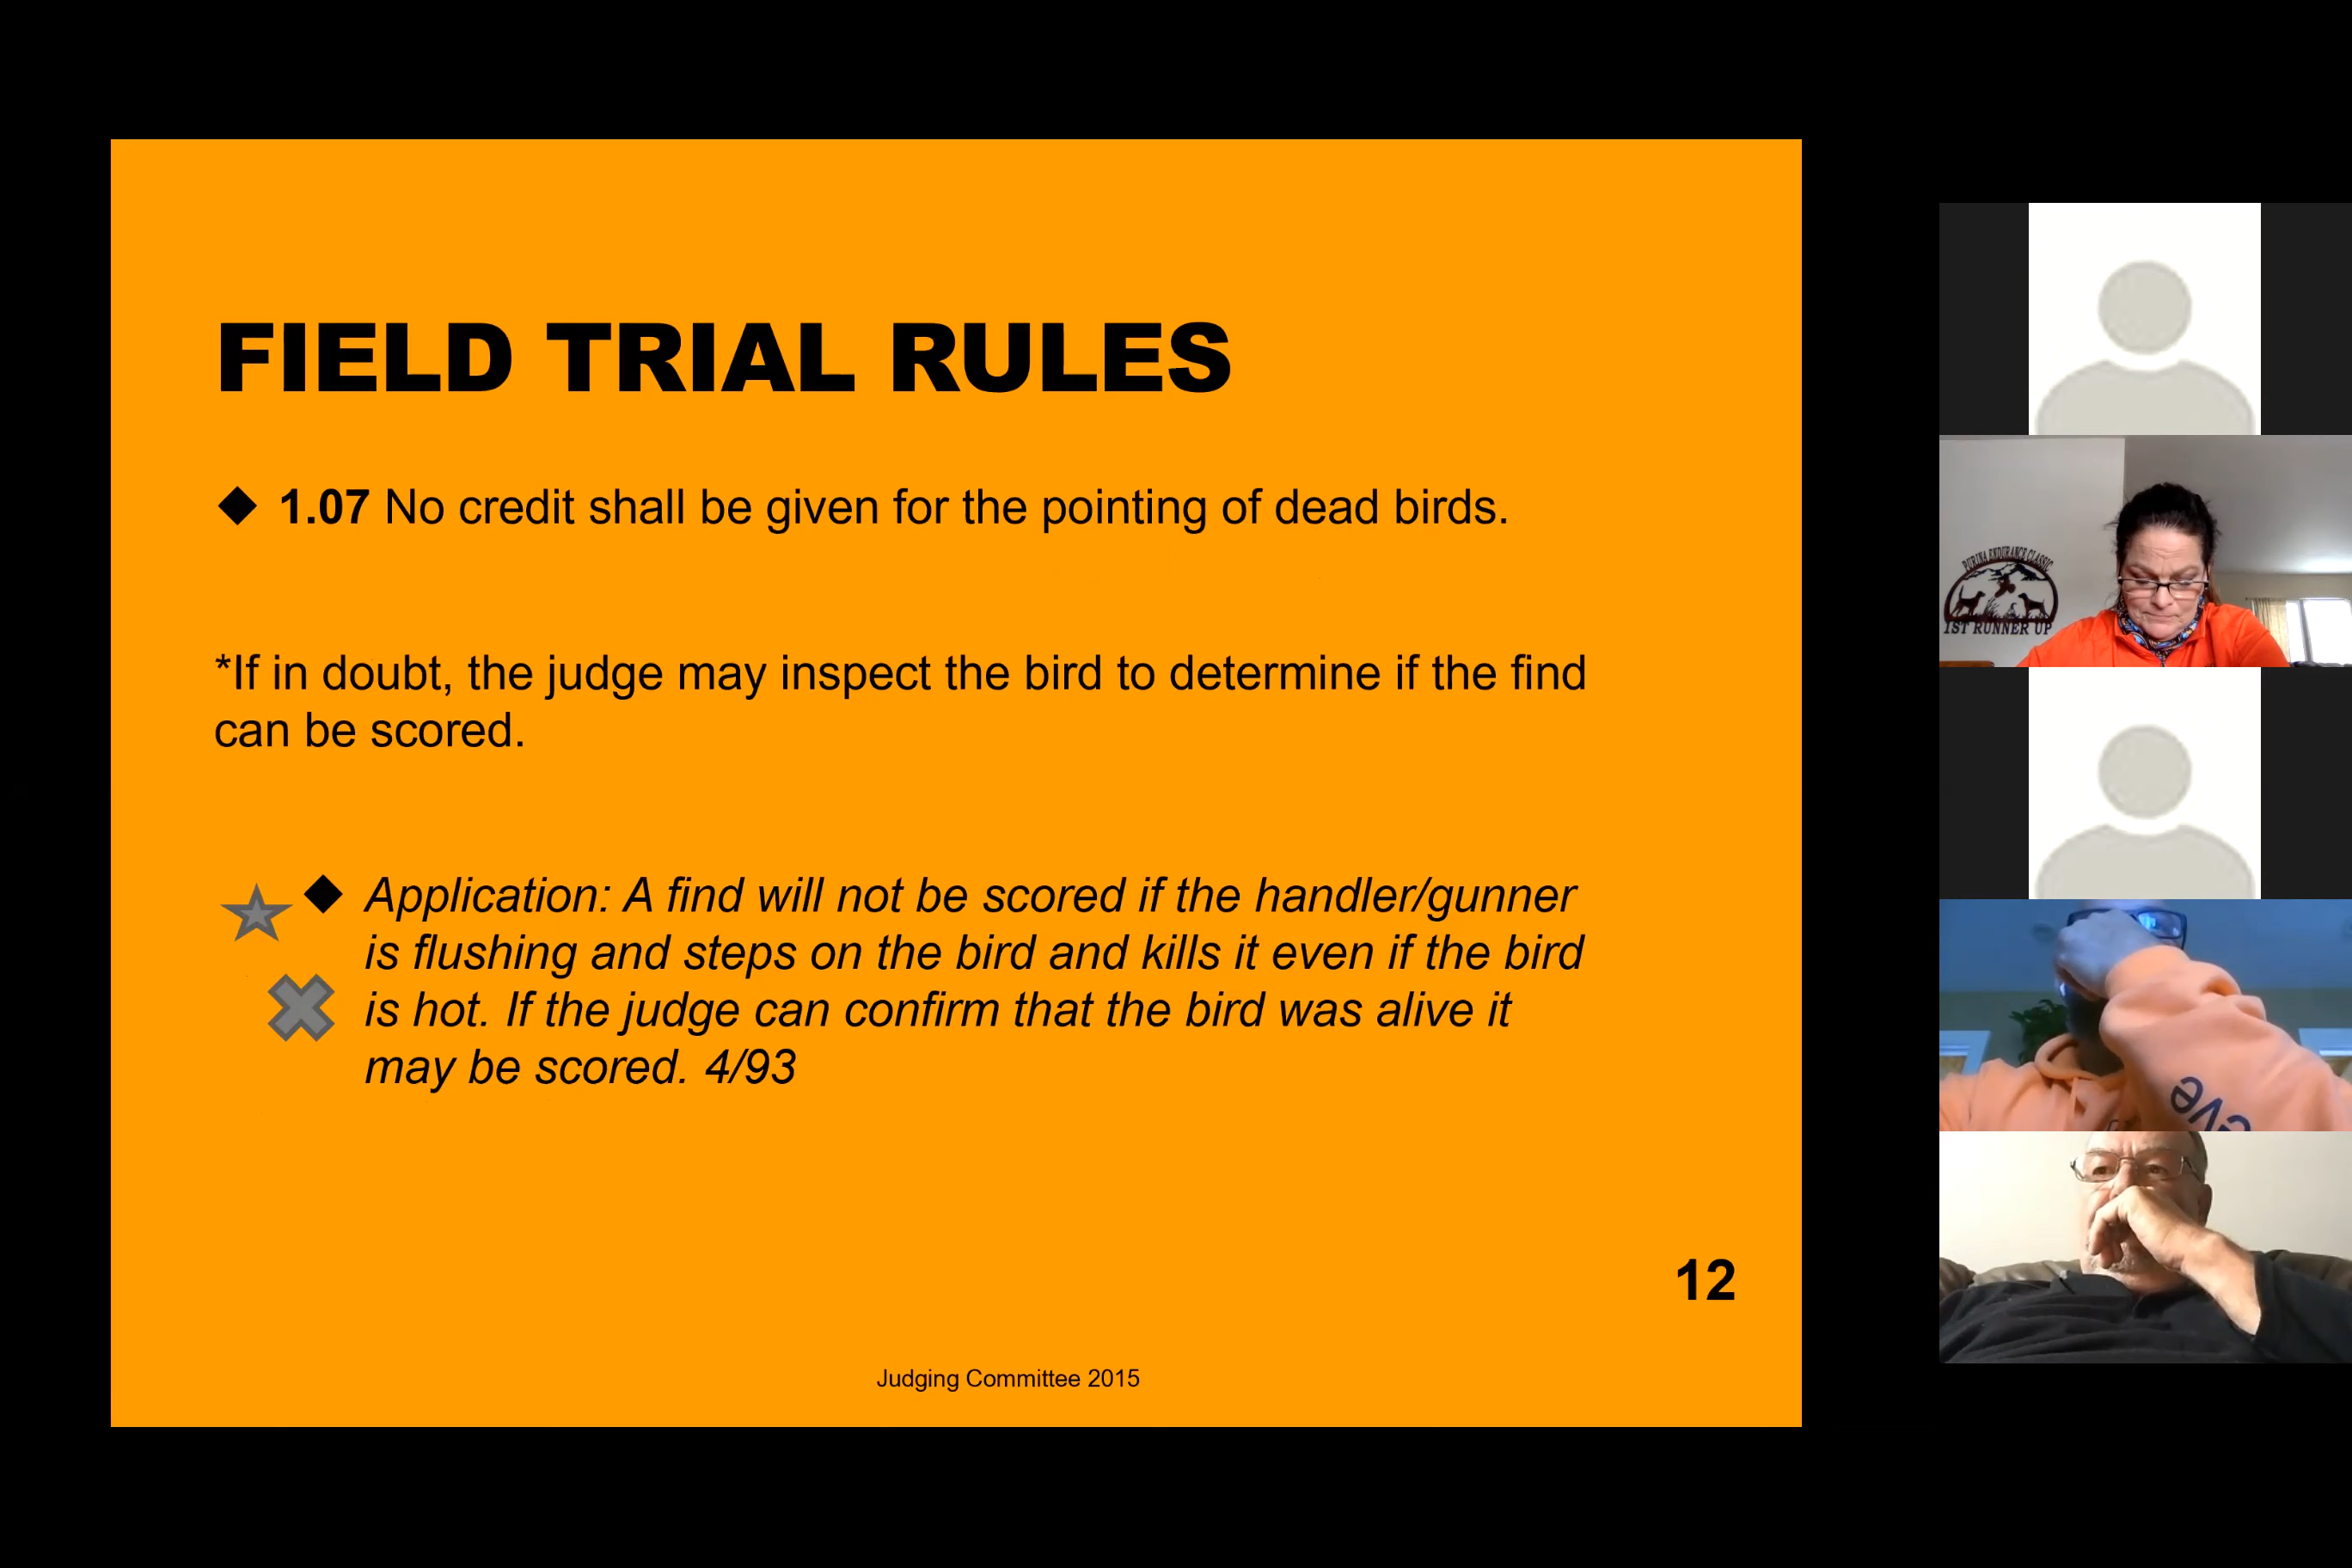 FIELD TRIAL RULES
1.07 No credit shall be given for the pointing of dead birds.
*If in doubt, the judge may inspect the bird to determine if the find
can be scored.
Application: A find will not be scored if the handler/gunner
is flushing and steps on the bird and kills it even if the bird
is hot. If the judge can confirm that the bird was alive it
may be scored. 4/93
12
Judging Committee 2015
PURINA ENDURANCE CLASSIC
1ST RUNNER UP
eve